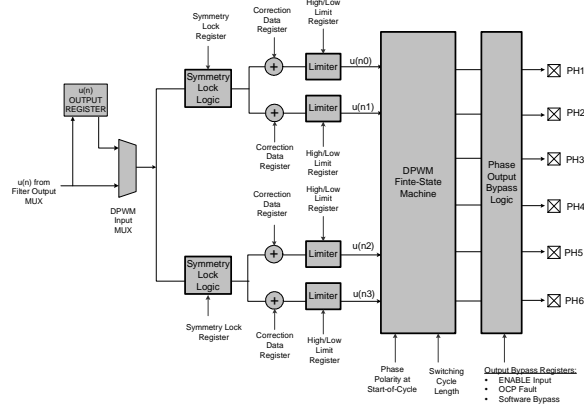 Symmetry Lock
Register
Correction
Data
Register
High/Low
Limit
Register
u(n)
OUTPUT
REGISTER
Symmetry
Lock
Logic
+
Limiter
u(n0)
+
Limiter
u(n1)
Correction
Data Register
High/Low
Limit
Register
u(n) from
Filter Output
MUX
DPWM
Input
MUX
DPWM
Finte-State
Machine
Phase
Output
Bypass
Logic
PH1
PH2
PH3
PH4
PH5
PH6
Correction
Data
Register
High/Low
Limit
Register
Symmetry
Lock
Logic
+
Limiter
u(n2)
+
Limiter
u(n3)
Symmetry Lock
Register
Correction
Data
Register
High/Low
Limit
Register
Phase
Polarity at
Start-of-Cycle
Switching
Cycle
Length
Output Bypass Registers:
• ENABLE Input
• OCP Fault
• Software Bypass